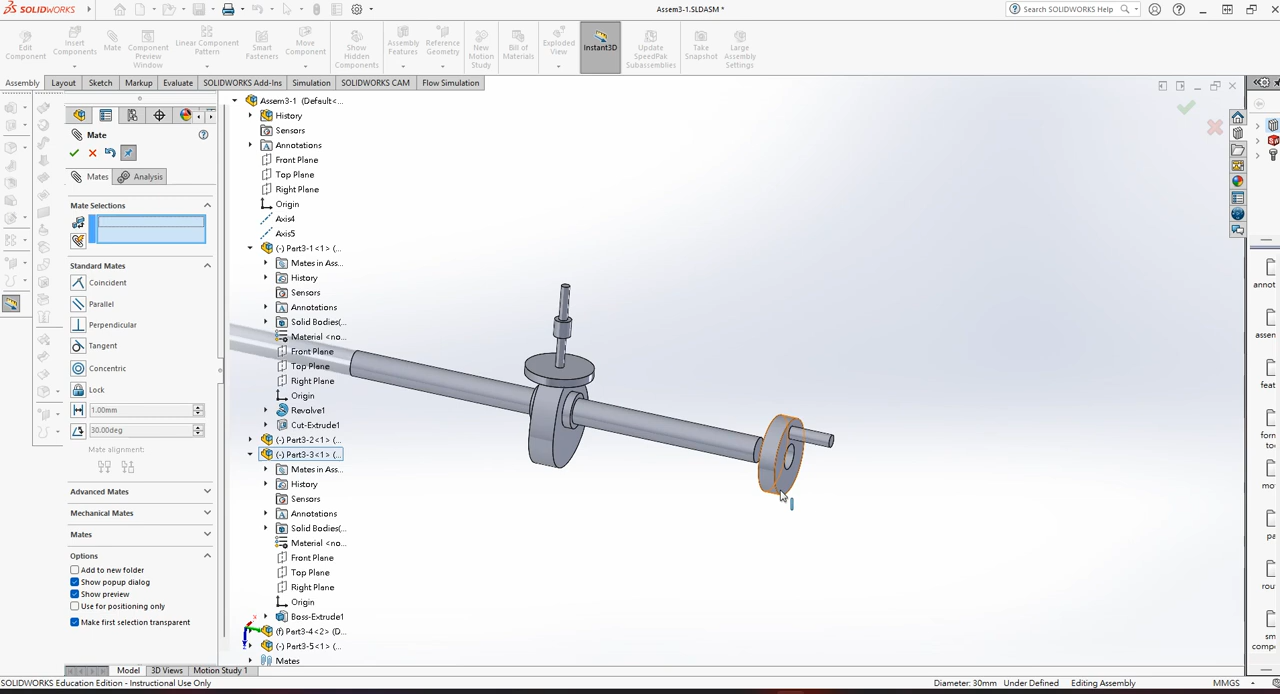 SOLIDWORKS
Assem3-1.SLDASM *
Search SOLIDWORKS Help
Edit Component
Insert Components
Mate
Component Preview Window
Linear Component Pattern
Smart Fasteners
Move Component
Show Hidden Components
Assembly Features
Reference Geometry
New Motion Study
Bill of Materials
Exploded View
Instant3D
Update SpeedPak Subassemblies
Take Snapshot
Large Assembly Settings
Assembly
Layout
Sketch
Markup
Evaluate
SOLIDWORKS Add-Ins
Simulation
SOLIDWORKS CAM
Flow Simulation
Mate
Mates
Analysis
Mate Selections
Standard Mates
Coincident
Parallel
Perpendicular
Tangent
Concentric
Lock
1.00mm
30.00deg
Mate alignment:
Advanced Mates
Mechanical Mates
Mates
Options
Add to new folder
Show popup dialog
Show preview
Use for positioning only
Make first selection transparent
Assem3-1 (Default<...
History
Sensors
Annotations
Front Plane
Top Plane
Right Plane
Origin
Axis4
Axis5
(-) Part3-1<1> (...
Mates in Ass...
History
Sensors
Annotations
Solid Bodies(...
Material <no...
Front Plane
Top Plane
Right Plane
Origin
Revolve1
Cut-Extrude1
(-) Part3-2<1> (...
(-) Part3-3<1> (...
Mates in Ass...
History
Sensors
Annotations
Solid Bodies(...
Material <no...
Front Plane
Top Plane
Right Plane
Origin
Boss-Extrude1
(f) Part3-4<2> (D...
(-) Part3-5<1> (...
Mates
annot
assem
feat
form
mo
pa
rou
sm
comp
Model
3D Views
Motion Study 1
SOLIDWORKS Education Edition - Instructional Use Only
Diameter: 30mm
Under Defined
Editing Assembly
MMGS